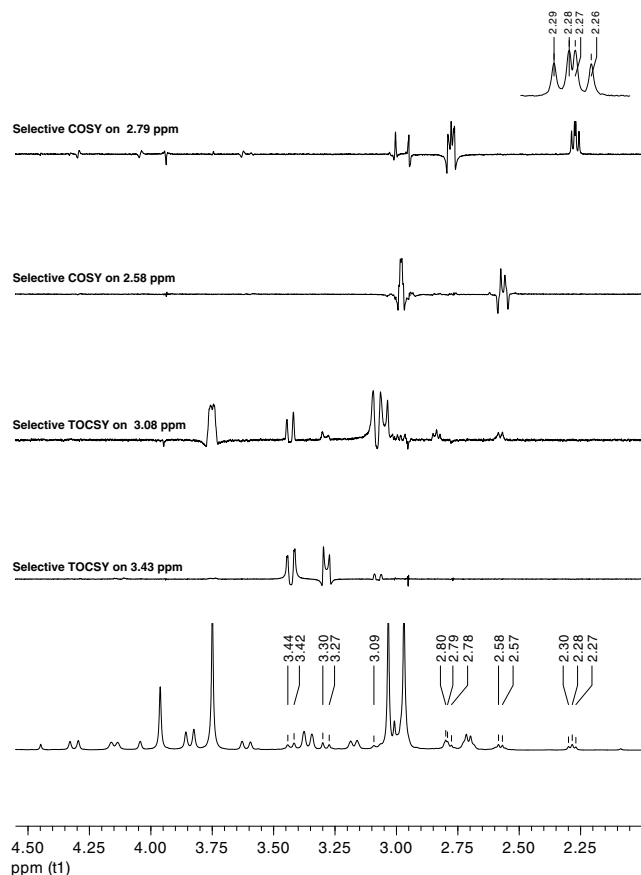 2.29
2.28
2.27
2.26
Selective COSY on 2.79 ppm
Selective COSY on 2.58 ppm
Selective TOCSY on 3.08 ppm
Selective TOCSY on 3.43 ppm
3.44
3.42
3.30
3.27
3.09
2.80
2.79
2.78
2.58
2.57
2.30
2.28
2.27
4.50 4.25 4.00 3.75 3.50 3.25 3.00 2.75 2.50 2.25
ppm (t1)